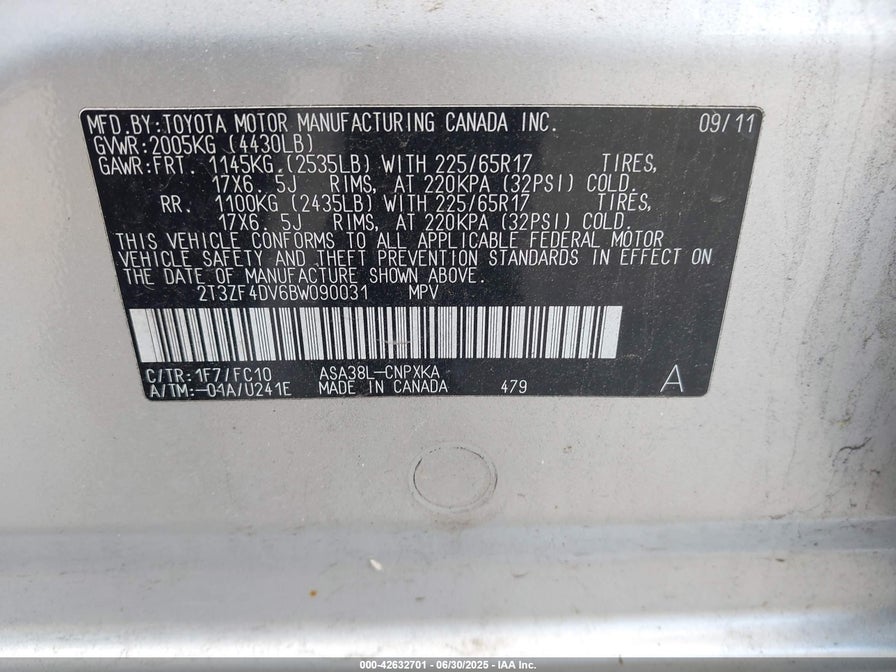 MFD.BY:TOYOTA MOTOR MANUFACTURING CANADA INC. 09/11
GVWR:2005KG (4430LB)
GAWR:FRT. 1145KG (2535LB) WITH 225/65R17 TIRES,
17X6. 5J RIMS, AT 220KPA (32PSI) COLD.
RR. 1100KG (2435LB) WITH 225/65R17 TIRES,
17X6. 5J RIMS, AT 220KPA (32PSI) COLD.
THIS VEHICLE CONFORMS TO ALL APPLICABLE FEDERAL MOTOR
VEHICLE SAFETY AND THEFT PREVENTION STANDARDS IN EFFECT ON
THE DATE OF MANUFACTURE SHOWN ABOVE.
2T3ZF4DV6BW090031 MPV
C/TR:1F7/FC10 ASA38L-CNPXKA
A/TM:-04A/U241E MADE IN CANADA 479 A
000-42632701 - 06/30/2025 - IAA Inc.